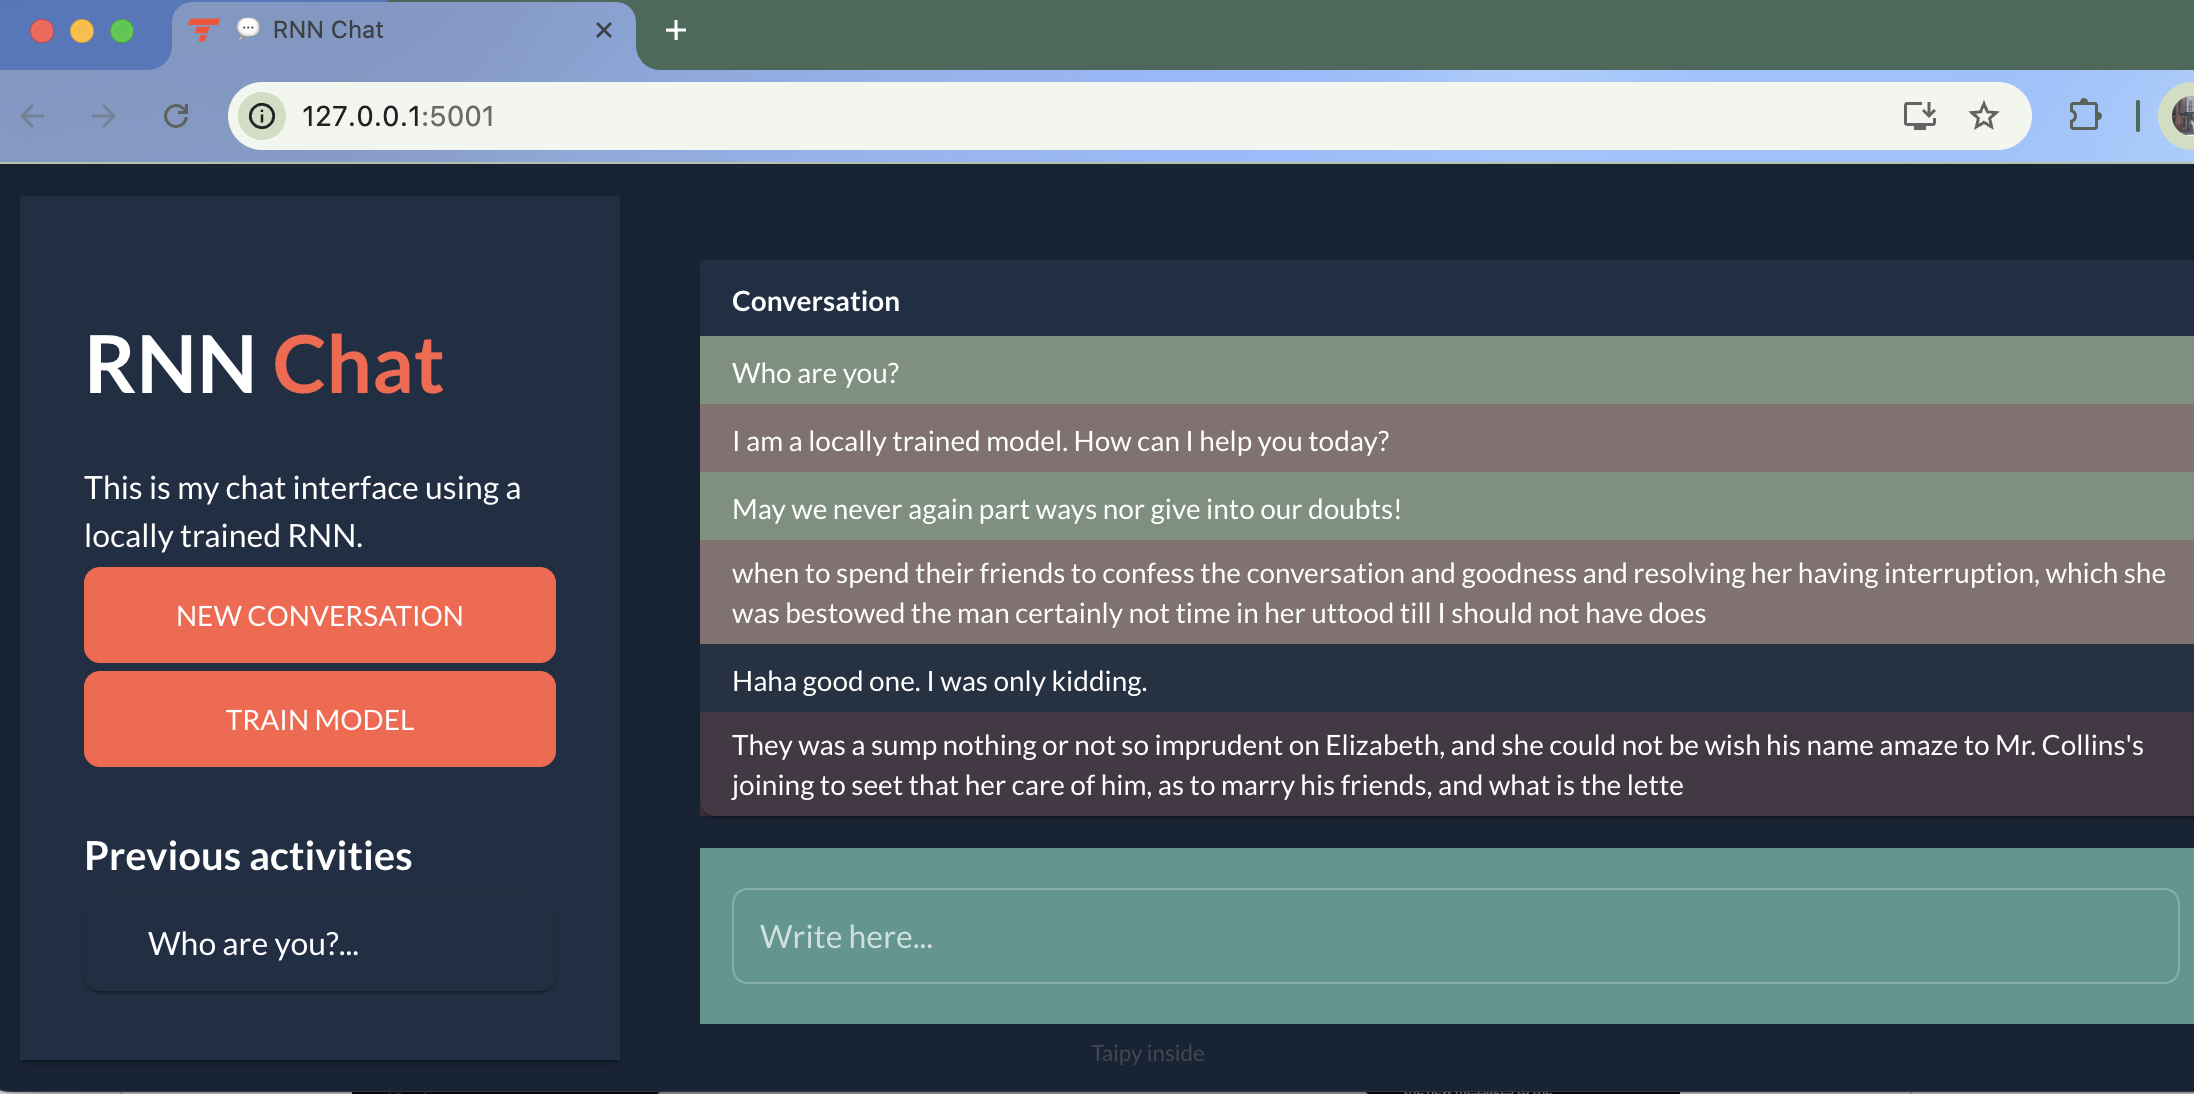 RNN Chat
127.0.0.1:5001
RNN Chat
This is my chat interface using a
locally trained RNN.
NEW CONVERSATION
TRAIN MODEL
Previous activities
Who are you?...
Conversation
Who are you?
I am a locally trained model. How can I help you today?
May we never again part ways nor give into our doubts!
when to spend their friends to confess the conversation and goodness and resolving her having interruption, which she
was bestowed the man certainly not time in her uttood till I should not have does
Haha good one. I was only kidding.
They was a sump nothing or not so imprudent on Elizabeth, and she could not be wish his name amaze to Mr. Collins's
joining to seet that her care of him, as to marry his friends, and what is the lette
Write here...
Taipy inside